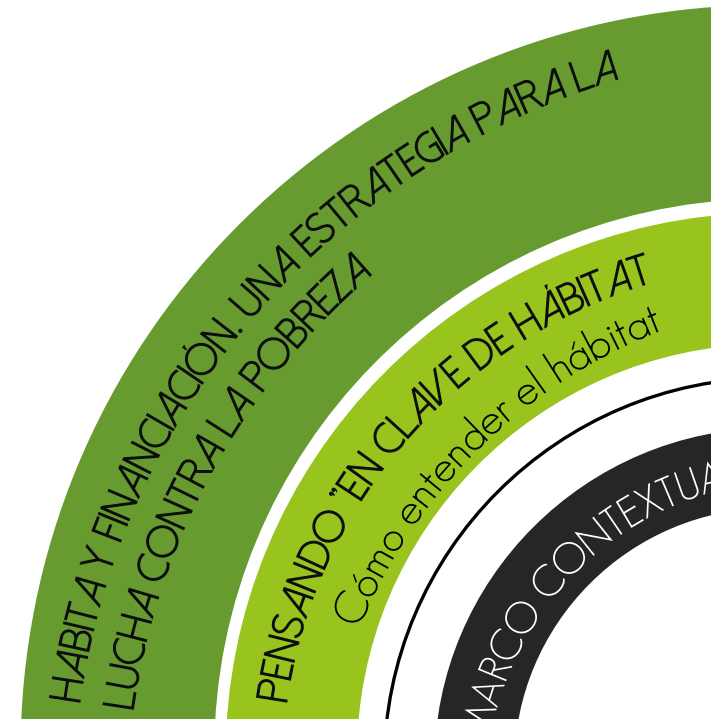 HABIT A Y FINANCIACIÓN. UNA ESTRATEGIA PARA LA
LUCHA CONTRA LA POBREZA
PENSANDO "EN CLAVE DE HÁBITAT
Cómo entender el hábitat
MARCO CONTEXTUA